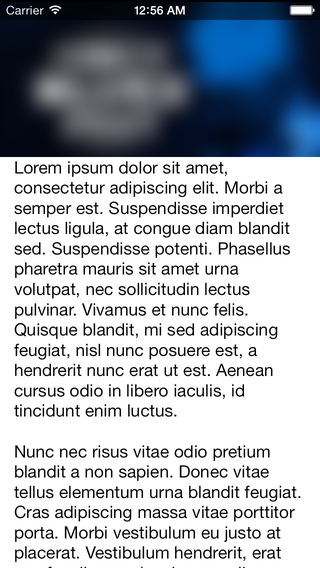 Carrier 12:56 AM
Lorem ipsum dolor sit amet,
consectetur adipiscing elit. Morbi a
semper est. Suspendisse imperdiet
lectus ligula, at congue diam blandit
sed. Suspendisse potenti. Phasellus
pharetra mauris sit amet urna
volutpat, nec sollicitudin lectus
pulvinar. Vivamus et nunc felis.
Quisque blandit, mi sed adipiscing
feugiat, nisl nunc posuere est, a
hendrerit nunc erat ut est. Aenean
cursus odio in libero iaculis, id
tincidunt enim luctus.
Nunc nec risus vitae odio pretium
blandit a non sapien. Donec vitae
tellus elementum urna blandit feugiat.
Cras adipiscing massa vitae porttitor
porta. Morbi vestibulum eu justo at
placerat. Vestibulum hendrerit, erat